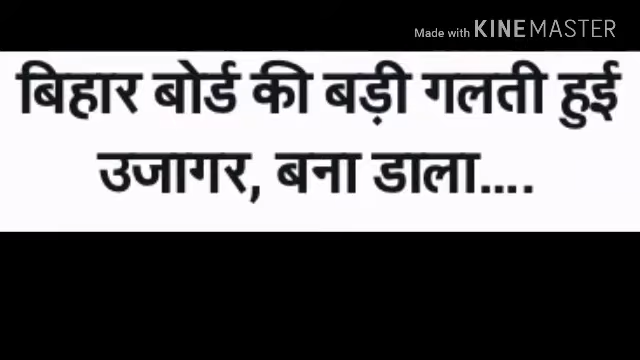 Made with KINEMASTER
बिहार बोर्ड की बड़ी गलती हुई
उजागर, बना डाला....